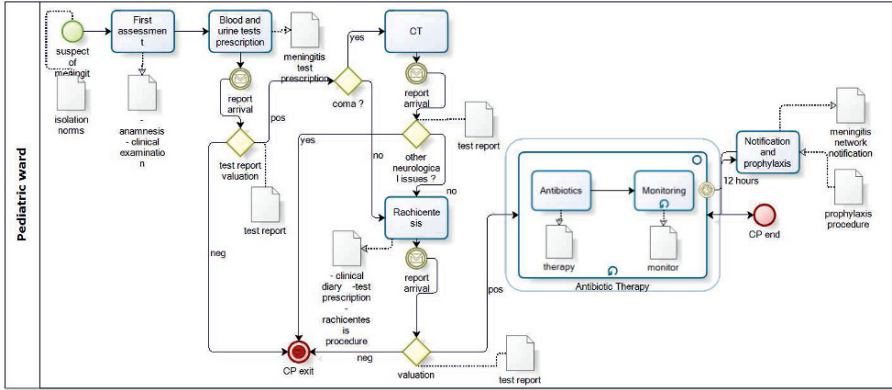 Pediatric ward
suspect
of meningit
isolation
norms
First
assessmen
t
-
anamnesis
- clinical
examinatio
n
Blood and
urine tests
prescription
meningitis
test
prescription
report
arrival
test report
valuation
test report
pos
neg
coma ?
yes
no
CT
report
arrival
test report
other
neurologica
l issues ?
yes
no
Rachicent
esis
- clinical
diary -test
prescription
-
rachicentes
is
procedure
report
arrival
valuation
test report
neg
pos
CP exit
Antibiotics
therapy
Monitoring
monitor
Antibiotic Therapy
12 hours
Notification
and
prophylaxis
meningitis
network
notification
prophylaxis
procedure
CP end